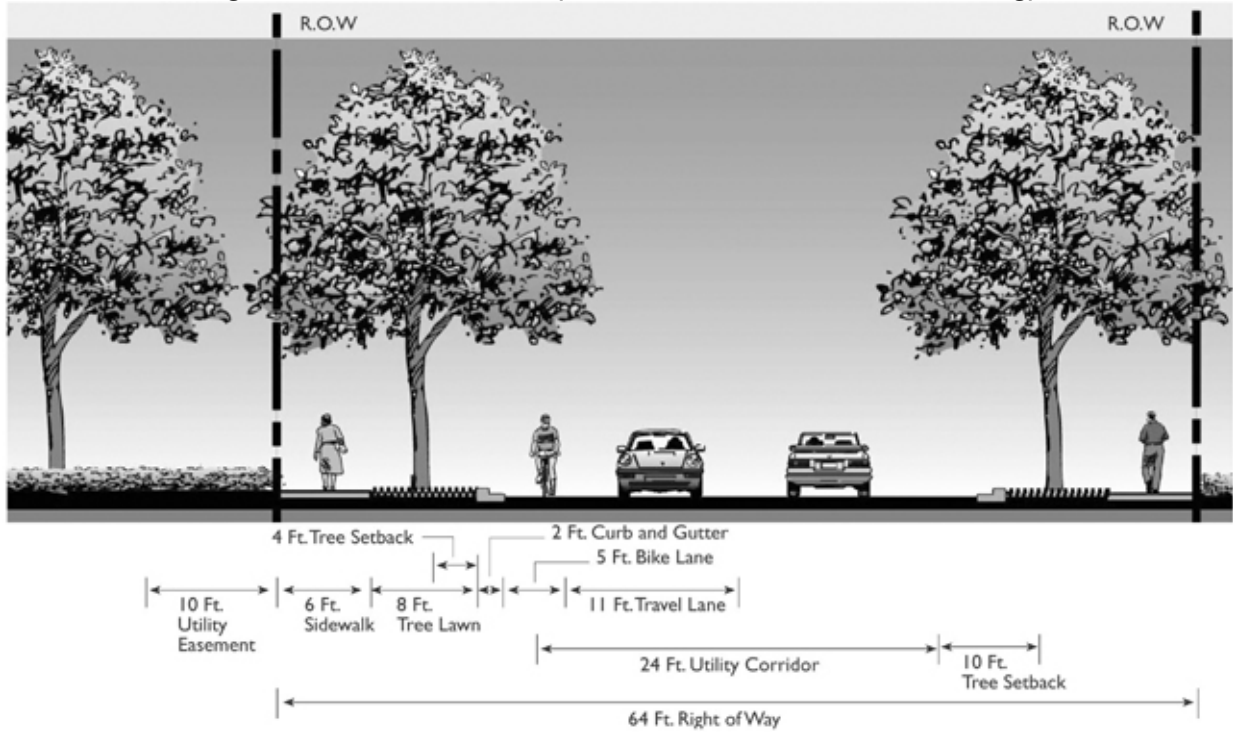 R.O.W
R.O.W
4 Ft. Tree Setback
2 Ft. Curb and Gutter
5 Ft. Bike Lane
10 Ft.
Utility
Easement
6 Ft.
Sidewalk
8 Ft.
Tree Lawn
11 Ft. Travel Lane
24 Ft. Utility Corridor
10 Ft.
Tree Setback
64 Ft. Right of Way